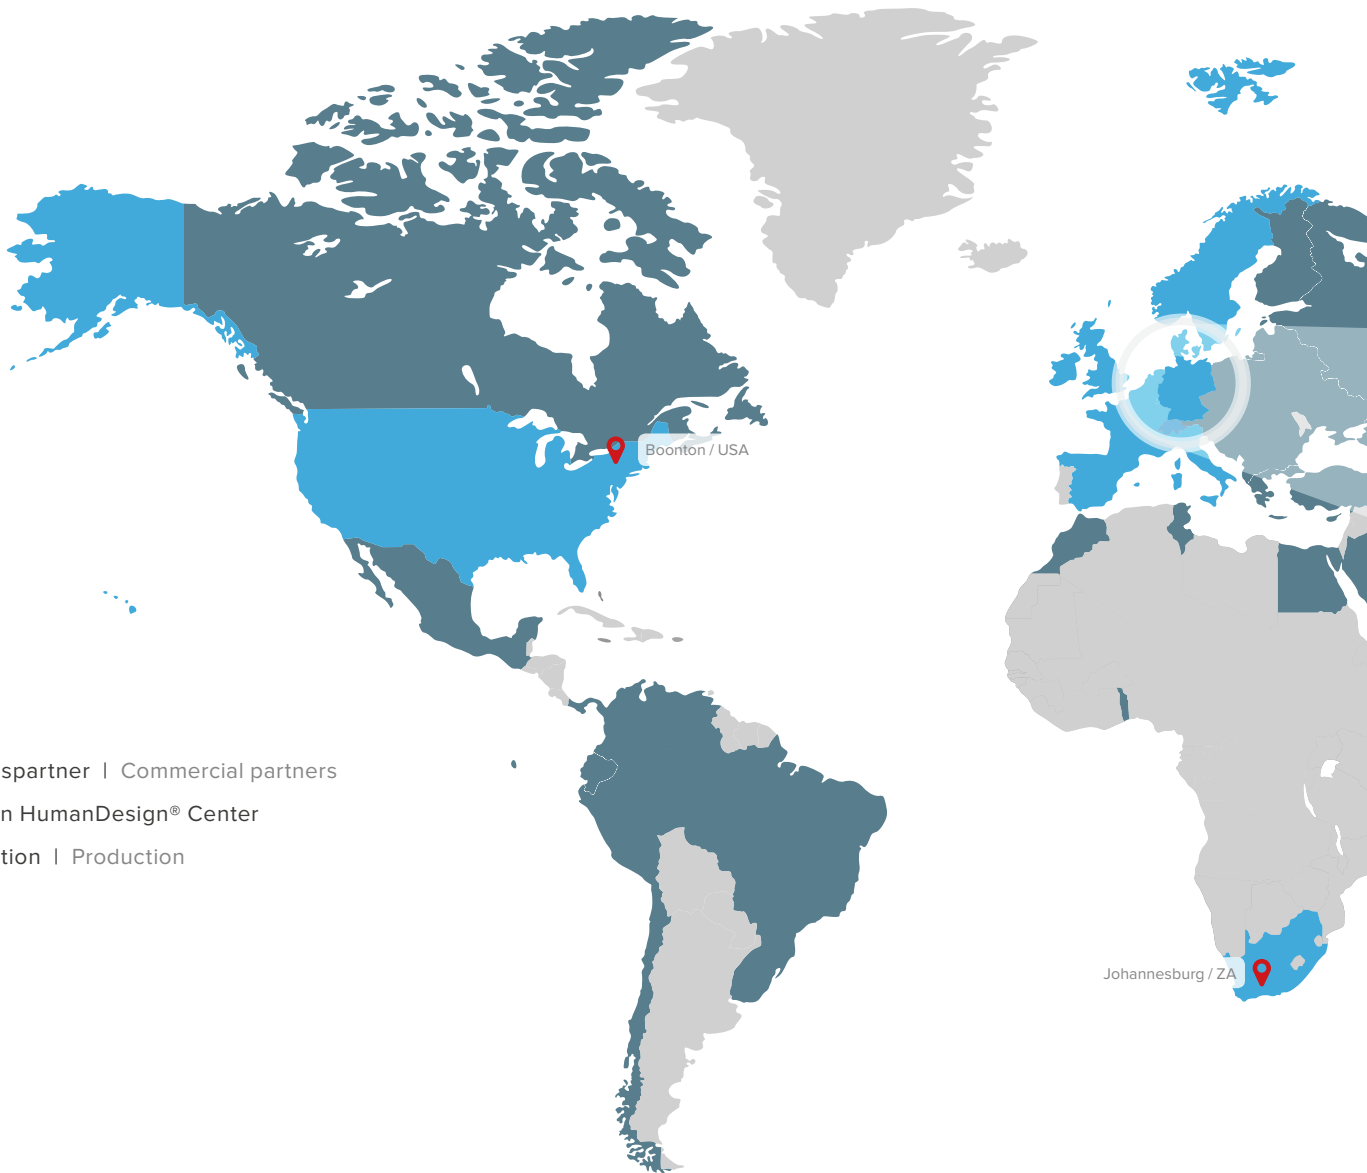 Boonton / USA
spartner | Commercial partners
n HumanDesign® Center
tion | Production
Johannesburg / ZA